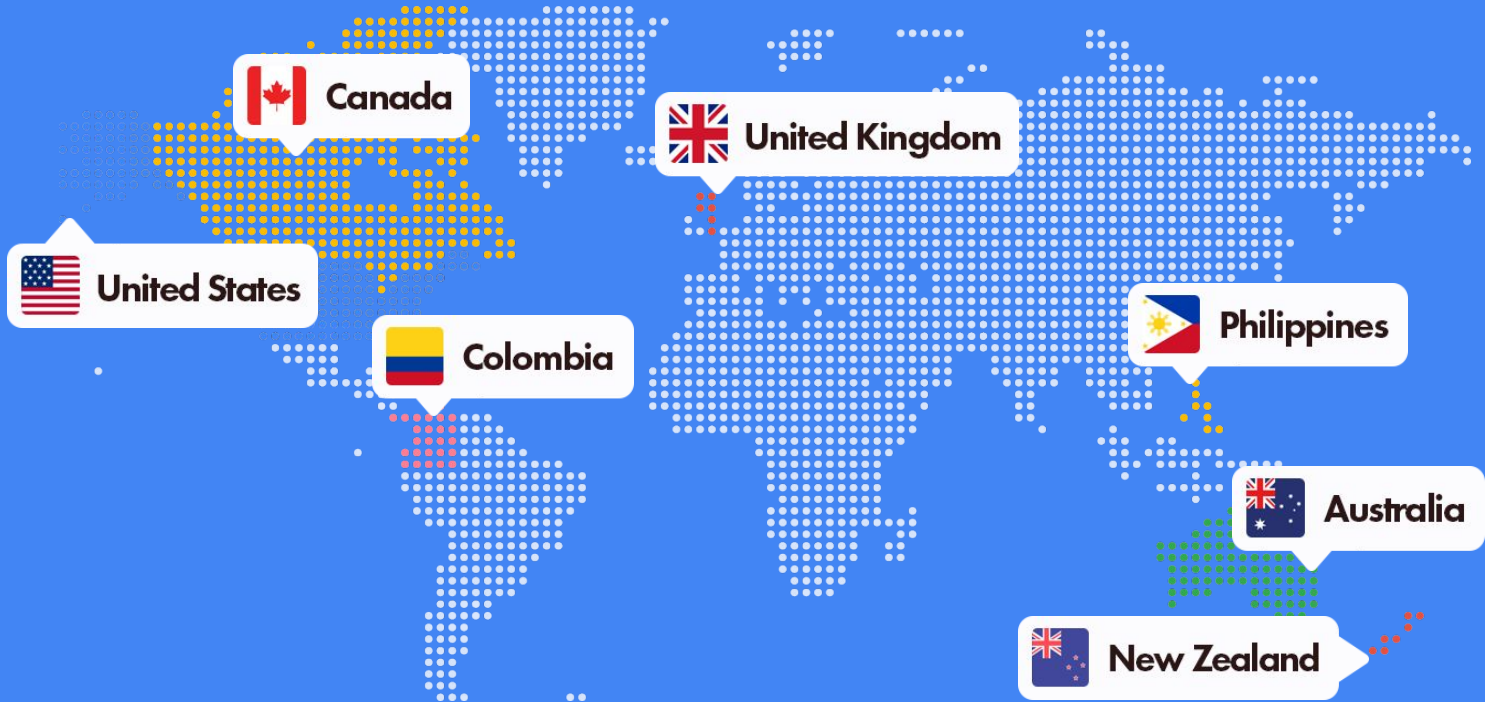 Canada
United Kingdom
United States
Philippines
Colombia
Australia
New Zealand